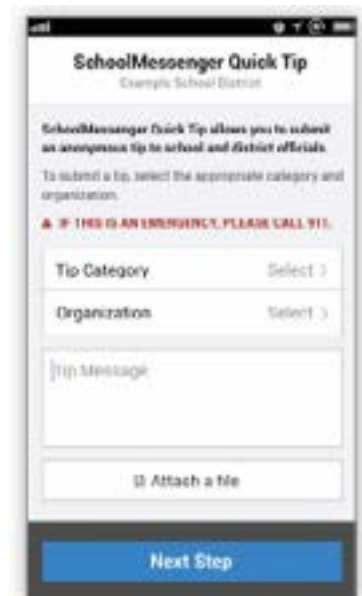 SchoolMessenger Quick Tip
Example School District
SchoolMessenger Quick Tip allows you to submit
an anonymous tip to school and district officials.
To submit a tip, select the appropriate category and
organization.
IF THIS IS AN EMERGENCY, PLEASE CALL 911.
Tip Category Select >
Organization Select >
Tip Message
Attach a file
Next Step